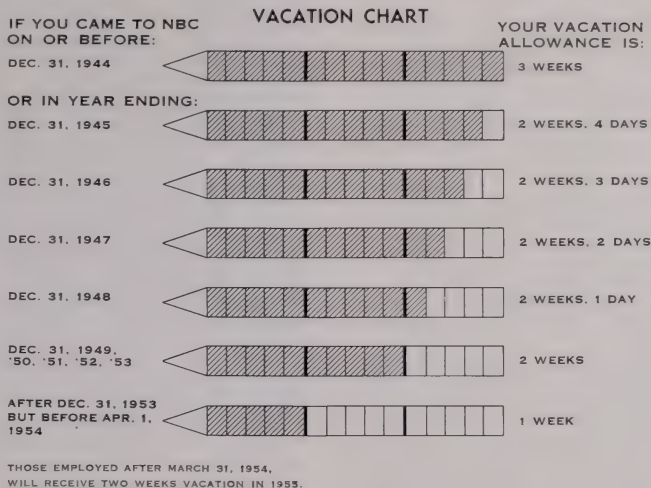 VACATION CHART
IF YOU CAME TO NBC
ON OR BEFORE:
YOUR VACATION
ALLOWANCE IS:
DEC. 31, 1944
3 WEEKS
OR IN YEAR ENDING:
DEC. 31, 1945
2 WEEKS, 4 DAYS
DEC. 31, 1946
2 WEEKS, 3 DAYS
DEC. 31, 1947
2 WEEKS, 2 DAYS
DEC. 31, 1948
2 WEEKS, 1 DAY
DEC. 31, 1949,
'50, '51, '52, '53
2 WEEKS
AFTER DEC. 31, 1953
BUT BEFORE APR. 1,
1954
1 WEEK
THOSE EMPLOYED AFTER MARCH 31, 1954,
WILL RECEIVE TWO WEEKS VACATION IN 1955.